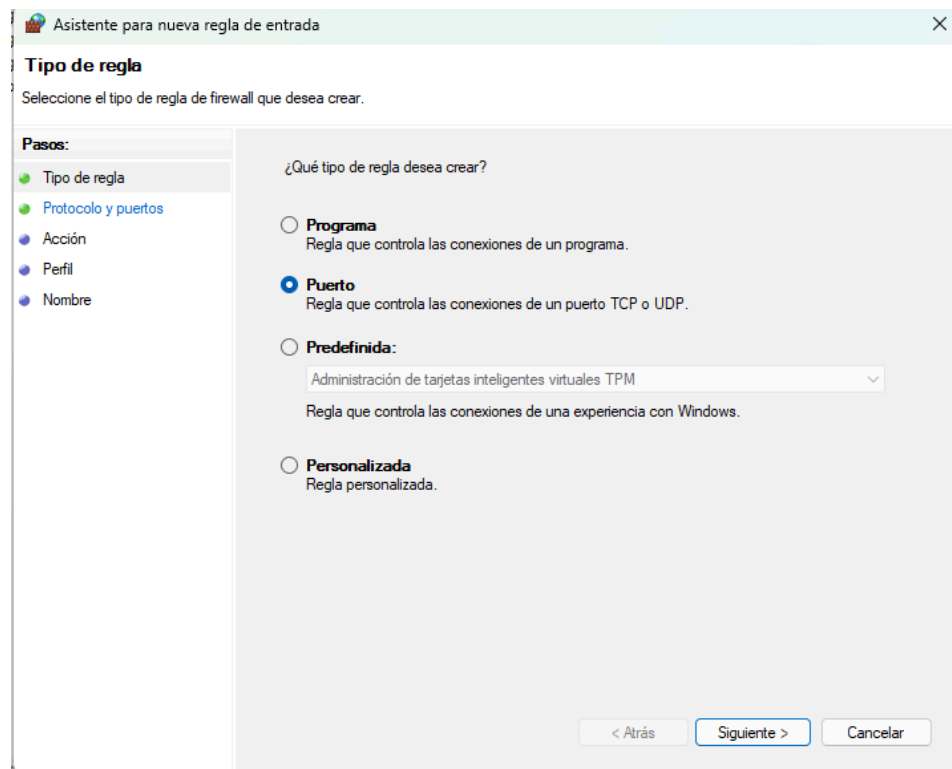 Asistente para nueva regla de entrada
Tipo de regla
Seleccione el tipo de regla de firewall que desea crear.
Pasos:
Tipo de regla
Protocolo y puertos
Acción
Perfil
Nombre
¿Qué tipo de regla desea crear?
Programa
Regla que controla las conexiones de un programa.
Puerto
Regla que controla las conexiones de un puerto TCP o UDP.
Predefinida:
Administración de tarjetas inteligentes virtuales TPM
Regla que controla las conexiones de una experiencia con Windows.
Personalizada
Regla personalizada.
< Atrás
Siguiente >
Cancelar